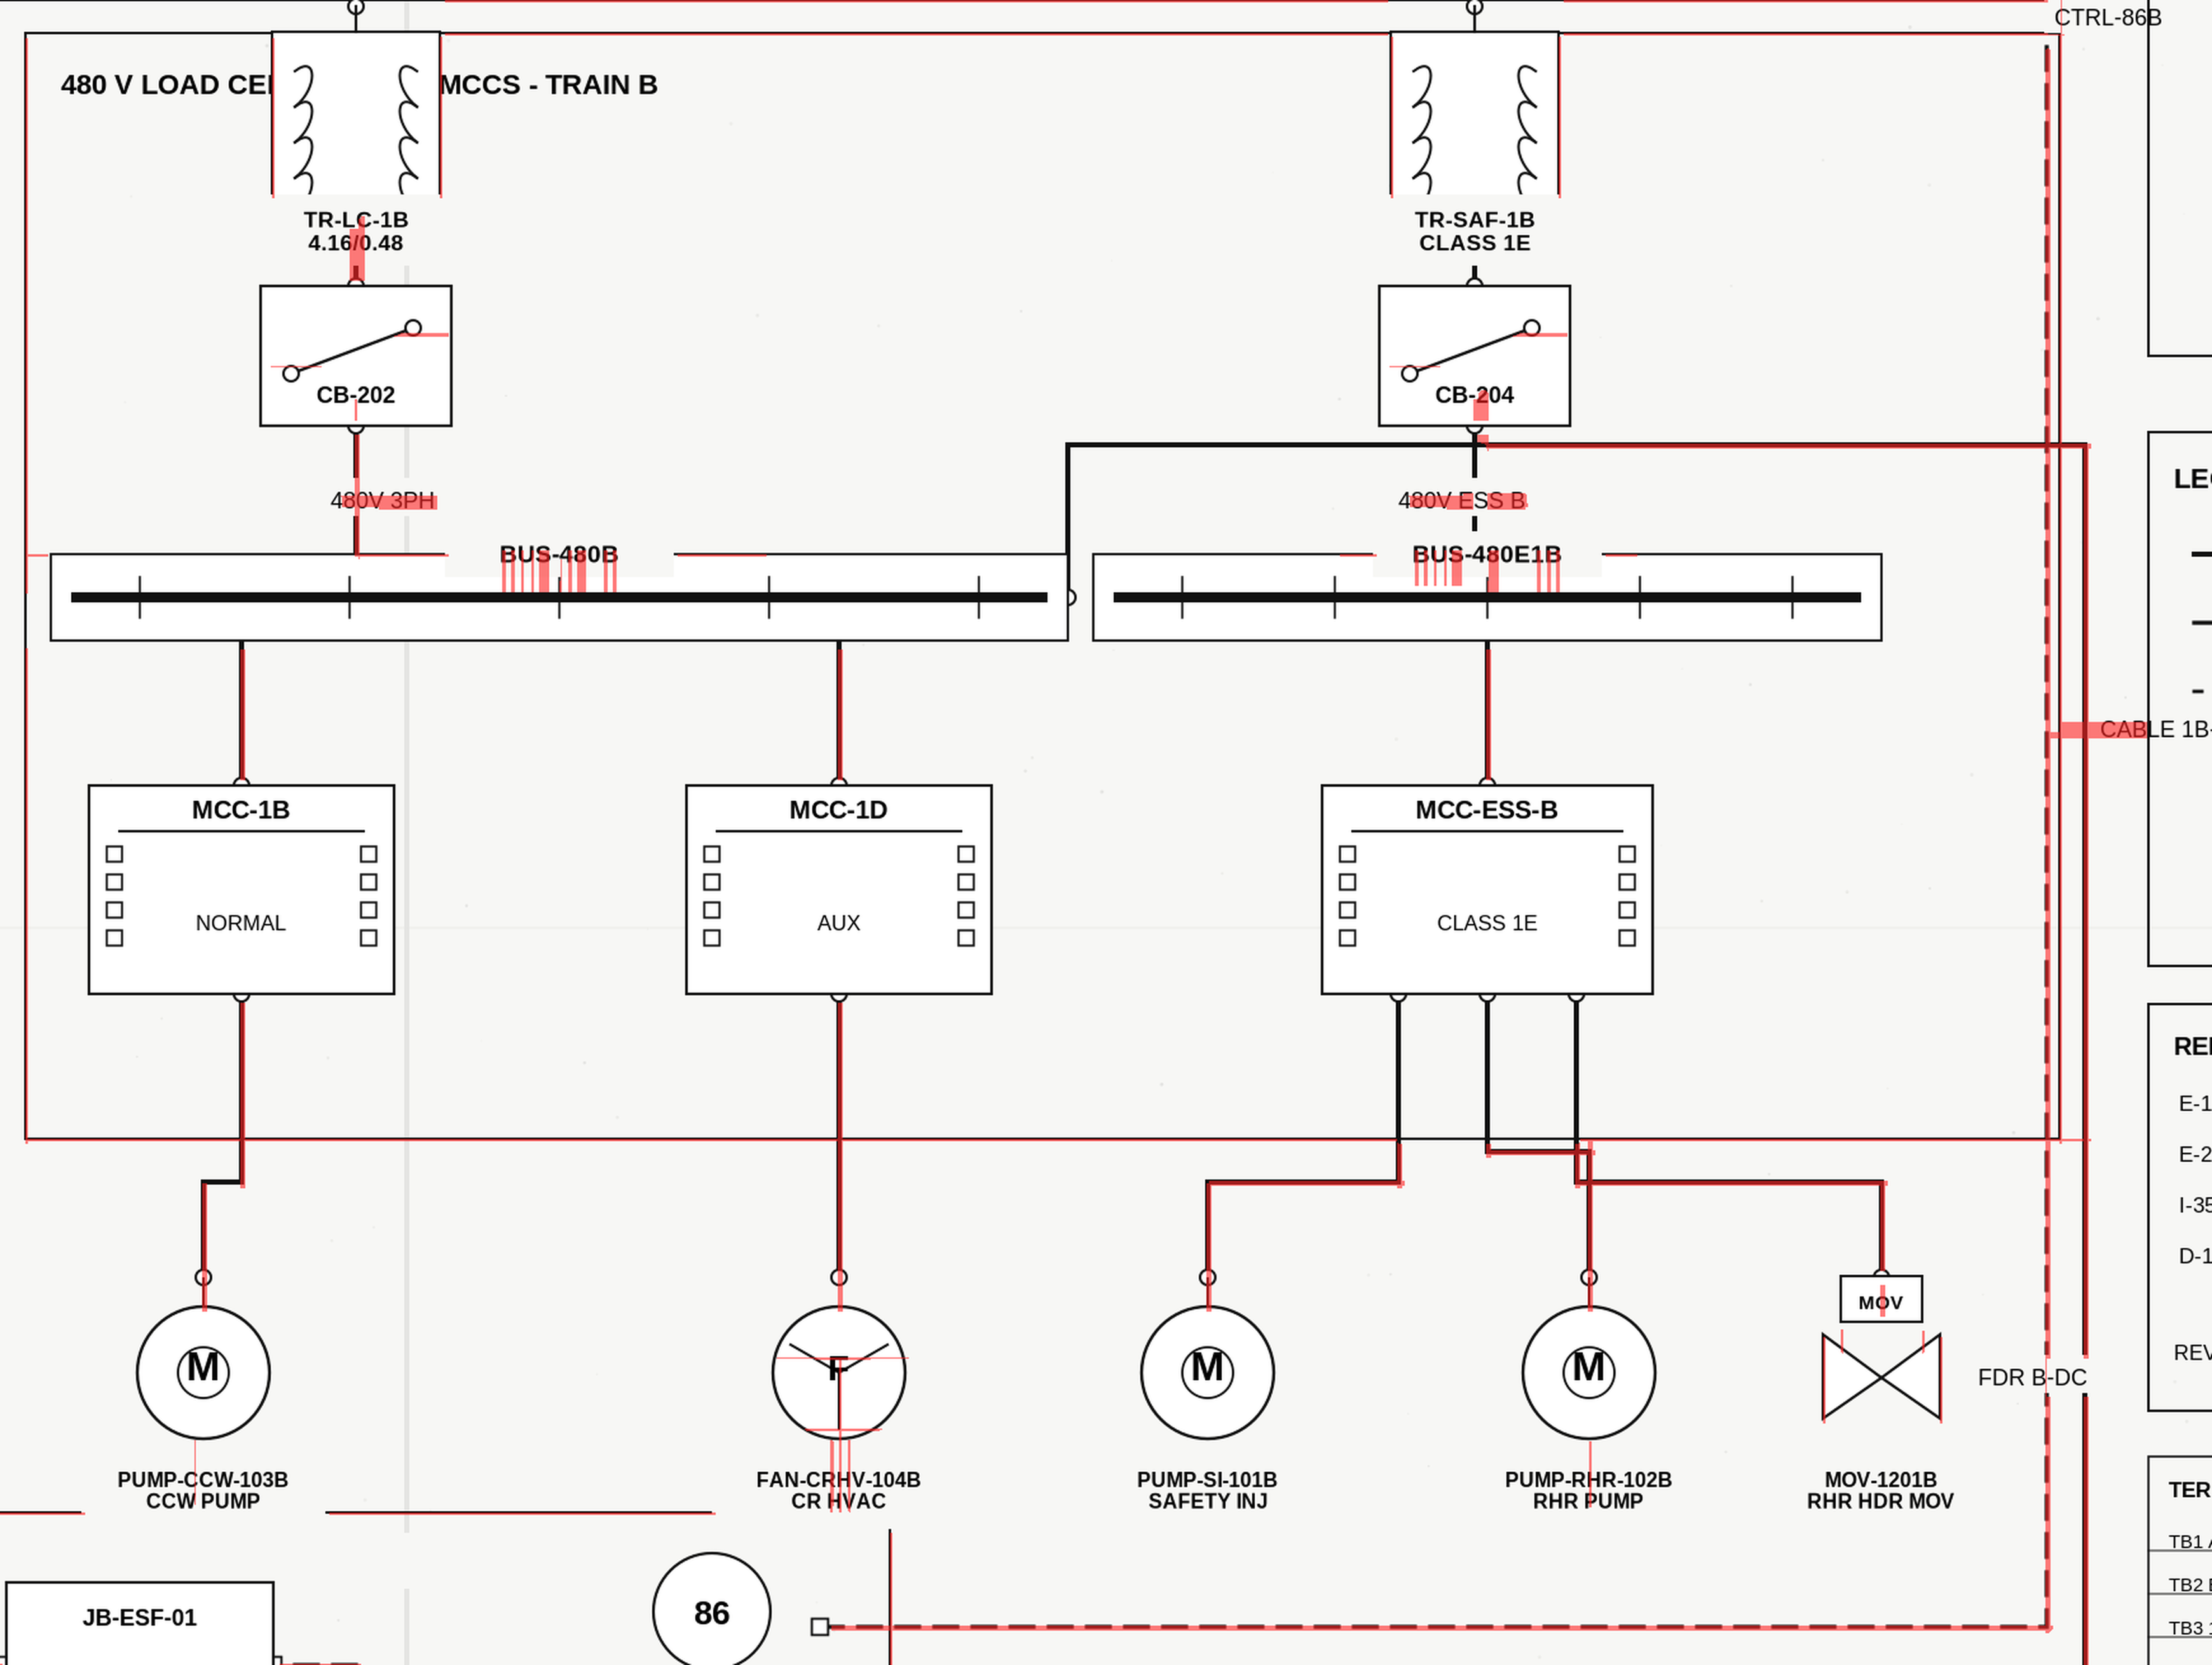 CTRL-86B
480 V LOAD CEN MCCS - TRAIN B
TR-LC-1B
4.16/0.48
TR-SAF-1B
CLASS 1E
CB-202
CB-204
480V 3PH
480V ESS B
BUS-480B
BUS-480E1B
CABLE 1B-
MCC-1B
NORMAL
MCC-1D
AUX
MCC-ESS-B
CLASS 1E
M
F
M
M
MOV
FDR B-DC
PUMP-CCW-103B
CCW PUMP
FAN-CRHV-104B
CR HVAC
PUMP-SI-101B
SAFETY INJ
PUMP-RHR-102B
RHR PUMP
MOV-1201B
RHR HDR MOV
JB-ESF-01
86
E-1
E-2
I-35
D-1
REV
TER
TB1
TB2
TB3